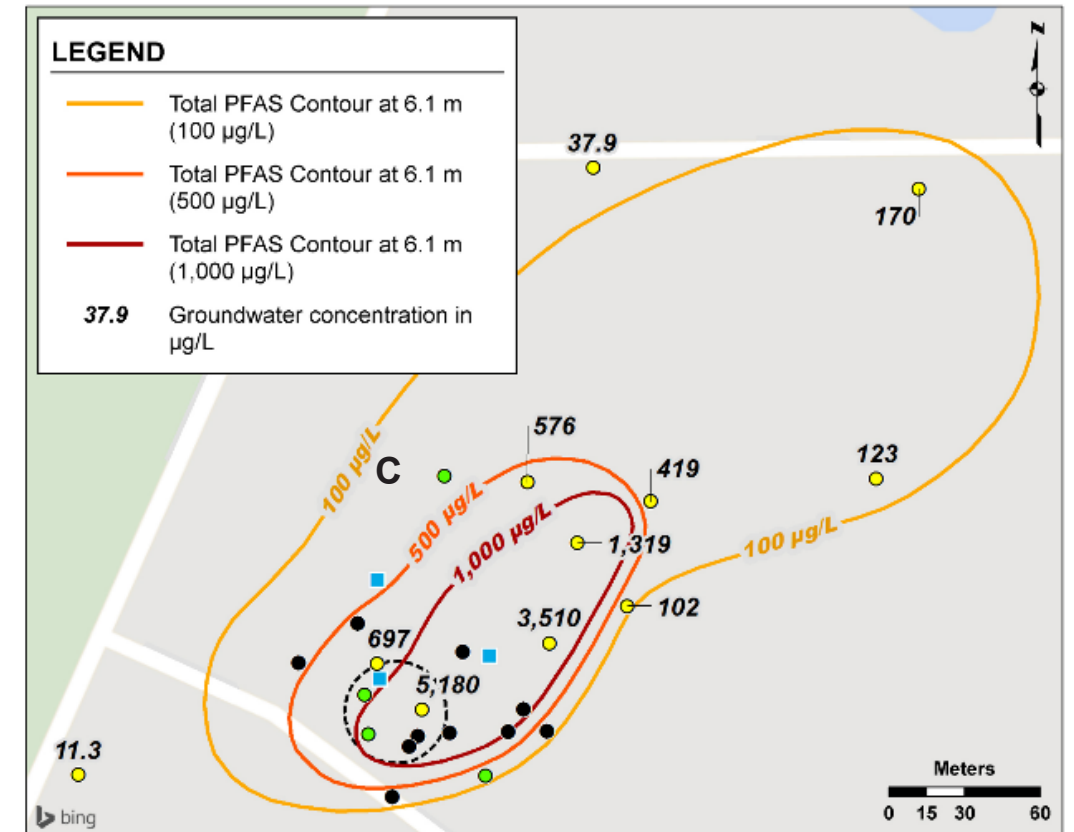 LEGEND
Total PFAS Contour at 6.1 m
(100 µg/L)
Total PFAS Contour at 6.1 m
(500 µg/L)
Total PFAS Contour at 6.1 m
(1,000 µg/L)
37.9 Groundwater concentration in
µg/L
N
37.9
170
576
100 µg/L
C
419
123
500 µg/L
1,000 µg/L
1,319
100 µg/L
102
3,510
697
5,180
11.3
Meters
0 15 30 60
bing